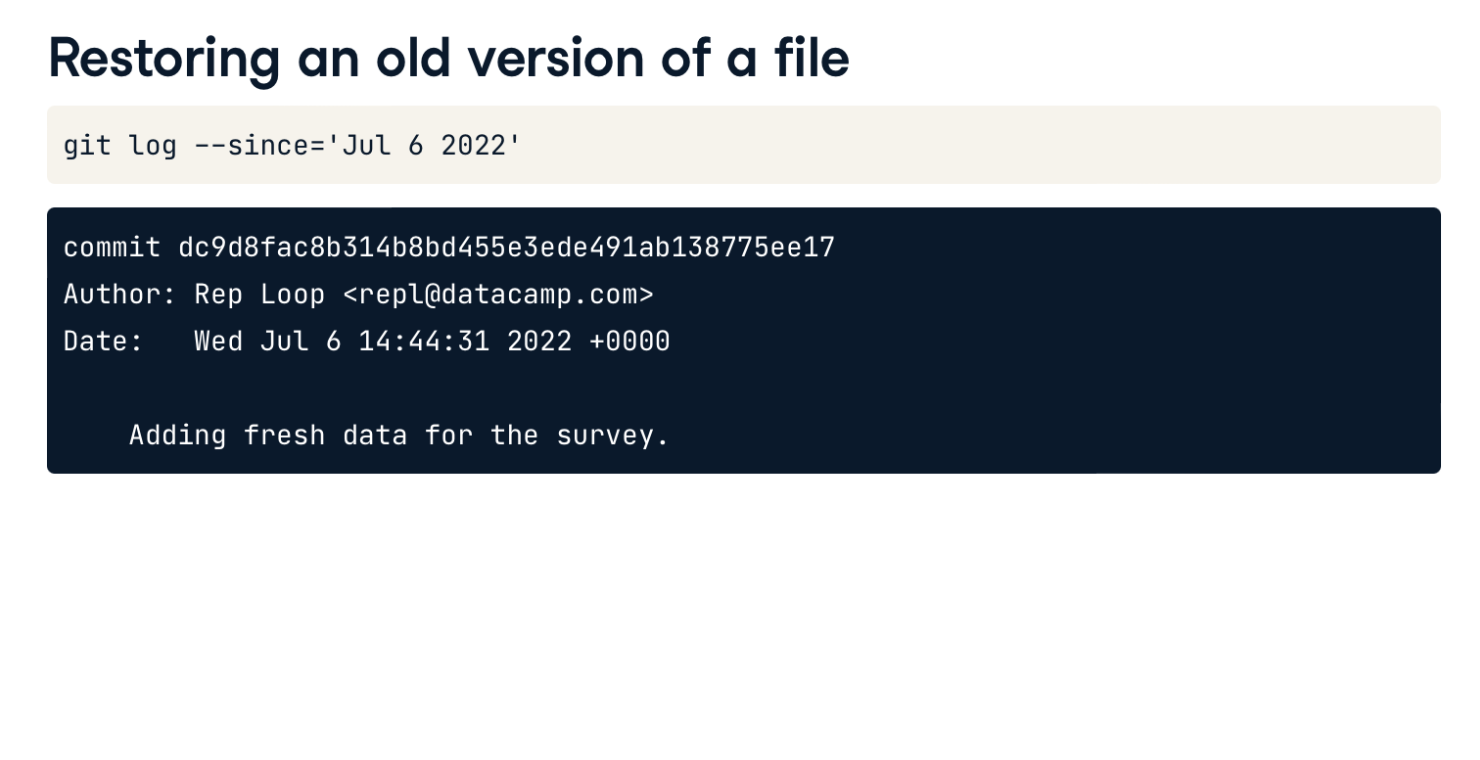 Restoring an old version of a file
git log --since='Jul 6 2022'
commit dc9d8fac8b314b8bd455e3ede491ab138775ee17
Author: Rep Loop <repl@datacamp.com>
Date:   Wed Jul 6 14:44:31 2022 +0000
    Adding fresh data for the survey.